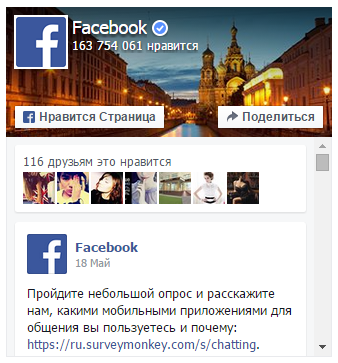 Facebook
163 754 061 нравится
Нравится Страница
Поделиться
116 друзьям это нравится
Facebook
18 Май
Пройдите небольшой опрос и расскажите
нам, какими мобильными приложениями для
общения вы пользуетесь и почему:
https://ru.surveymonkey.com/s/chatting.